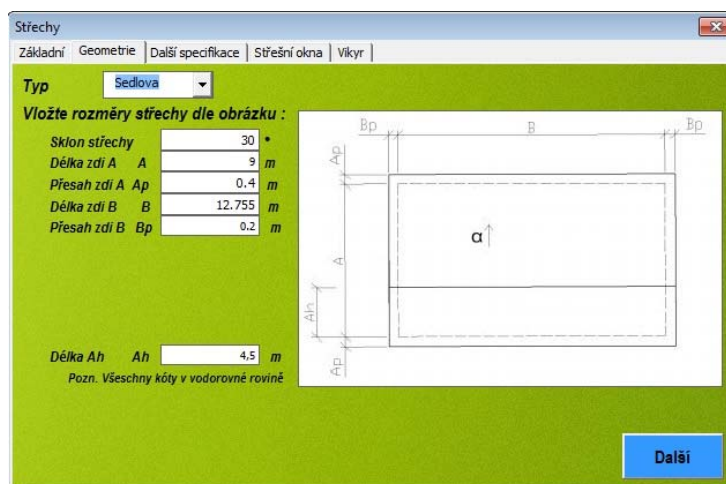 Střechy
Základní Geometrie Další specifikace Střešní okna Vikyr
Typ Sedlova
Vložte rozměry střechy dle obrázku :
Sklon střechy 30 °
Délka zdi A A 9 m
Přesah zdi A Ap 0.4 m
Délka zdi B B 12.755 m
Přesah zdi B Bp 0.2 m
Délka Ah Ah 4,5 m
Pozn. Všeschny kóty v vodorovné rovině
Bp B Bp
Ap
α
A
Ah
Ap
Další